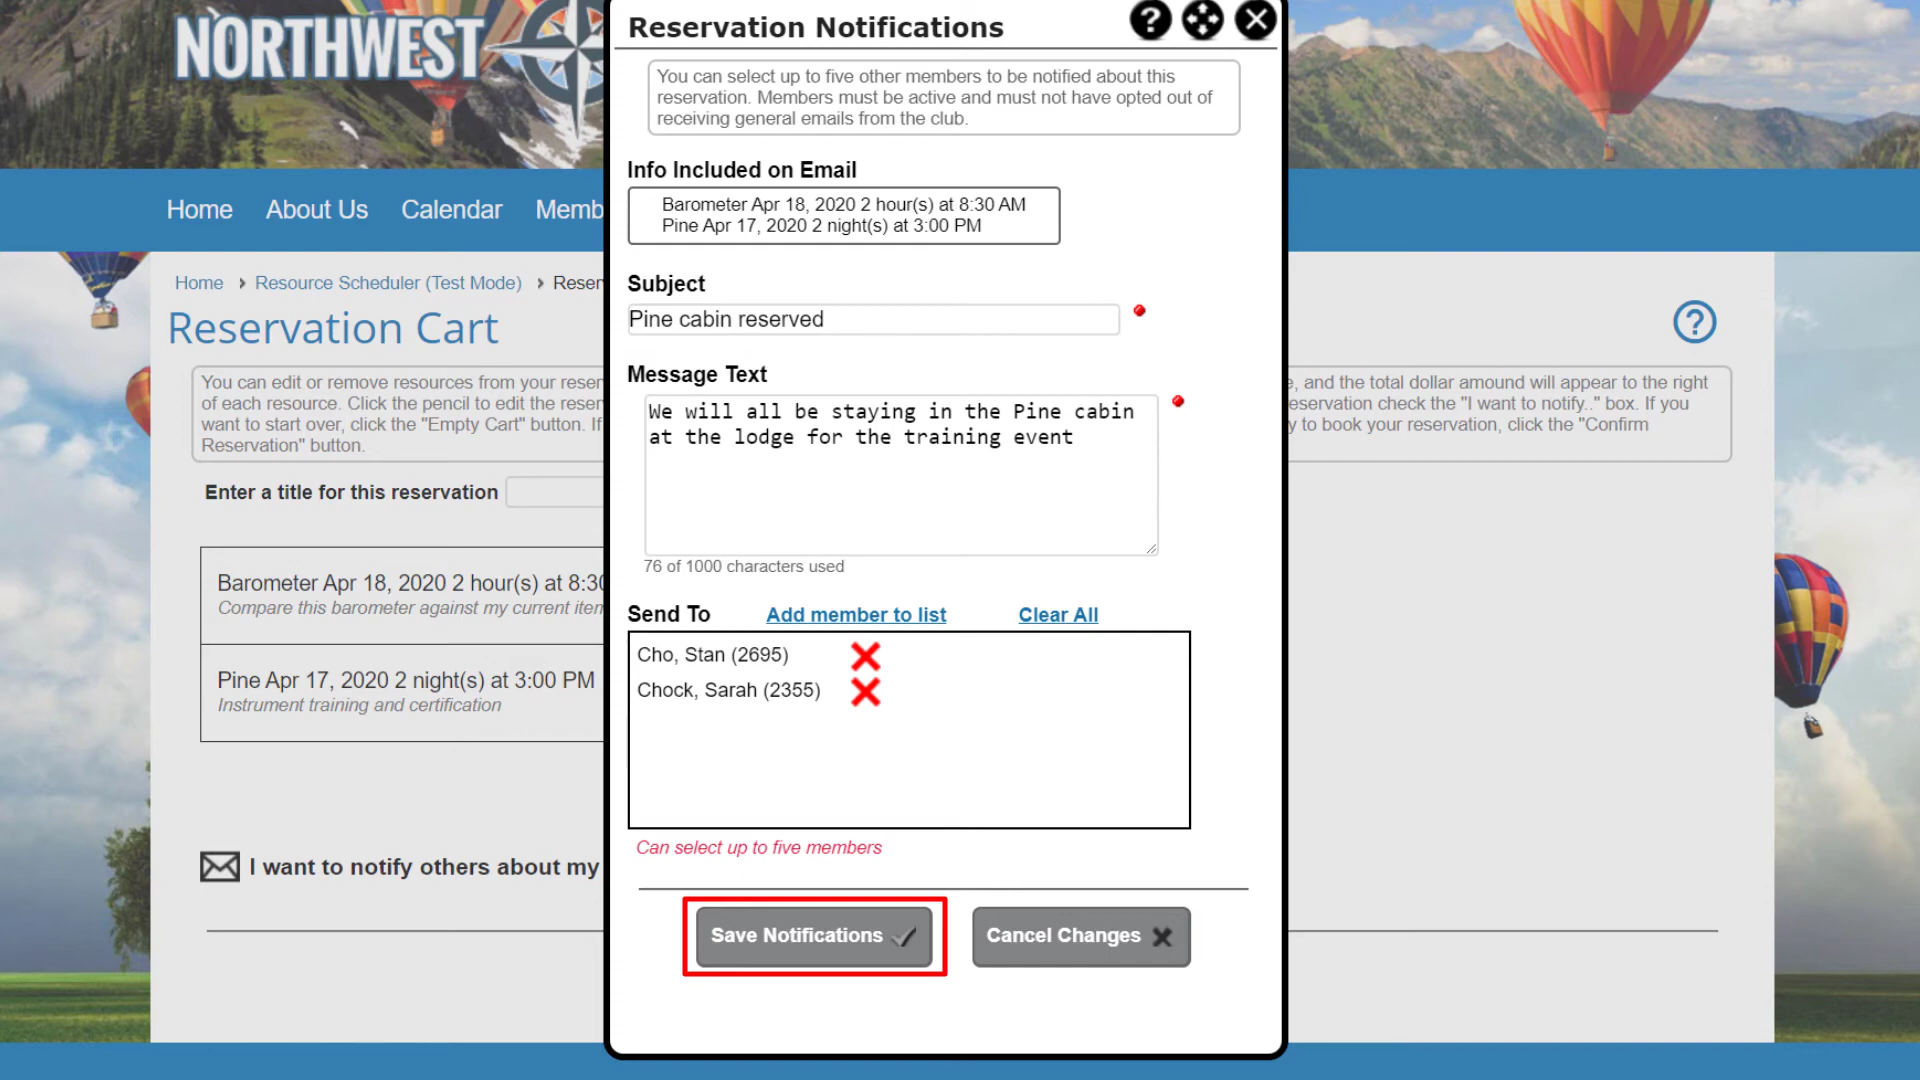 NORTHWEST
Reservation Notifications
You can select up to five other members to be notified about this
reservation. Members must be active and must not have opted out of
receiving general emails from the club.
Info Included on Email
Barometer Apr 18, 2020 2 hour(s) at 8:30 AM
Pine Apr 17, 2020 2 night(s) at 3:00 PM
Subject
Pine cabin reserved
Message Text
We will all be staying in the Pine cabin
at the lodge for the training event
76 of 1000 characters used
Send To Add member to list Clear All
Cho, Stan (2695)
Chock, Sarah (2355)
Can select up to five members
Save Notifications
Cancel Changes
Home About Us Calendar Memb
Home › Resource Scheduler (Test Mode) › Reser
Reservation Cart
You can edit or remove resources from your reser
of each resource. Click the pencil to edit the reser
want to start over, click the "Empty Cart" button. If
Reservation" button.
e, and the total dollar amount will appear to the right
eservation check the "I want to notify.." box. If you
y to book your reservation, click the "Confirm
Enter a title for this reservation
Barometer Apr 18, 2020 2 hour(s) at 8:30
Compare this barometer against my current iten
Pine Apr 17, 2020 2 night(s) at 3:00 PM
Instrument training and certification
I want to notify others about my